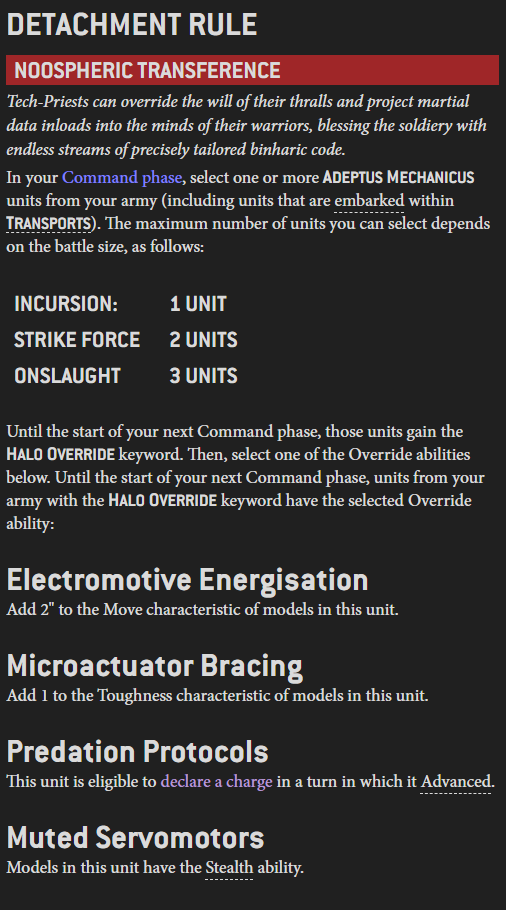 DETACHMENT RULE
NOOSPHERIC TRANSFERENCE
Tech-Priests can override the will of their thralls and project martial
data inloads into the minds of their warriors, blessing the soldiery with
endless streams of precisely tailored binharic code.
In your Command phase, select one or more ADEPTUS MECHANICUS
units from your army (including units that are embarked within
TRANSPORTS). The maximum number of units you can select depends
on the battle size, as follows:
INCURSION: 1 UNIT
STRIKE FORCE 2 UNITS
ONSLAUGHT 3 UNITS
Until the start of your next Command phase, those units gain the
HALO OVERRIDE keyword. Then, select one of the Override abilities
below. Until the start of your next Command phase, units from your
army with the HALO OVERRIDE keyword have the selected Override
ability:
Electromotive Energisation
Add 2" to the Move characteristic of models in this unit.
Microactuator Bracing
Add 1 to the Toughness characteristic of models in this unit.
Predation Protocols
This unit is eligible to declare a charge in a turn in which it Advanced.
Muted Servomotors
Models in this unit have the Stealth ability.